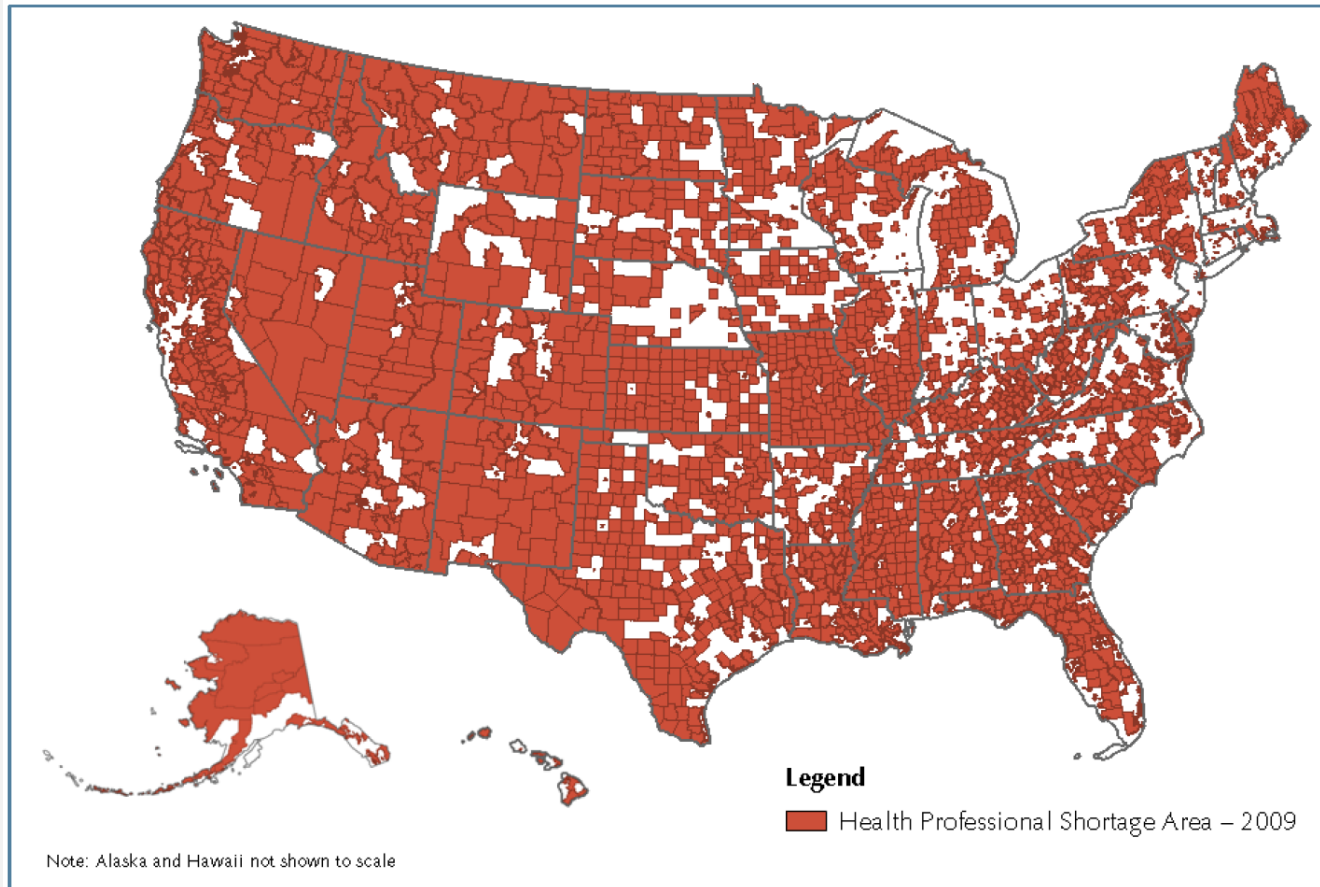 Legend
Health Professional Shortage Area – 2009
Note: Alaska and Hawaii not shown to scale